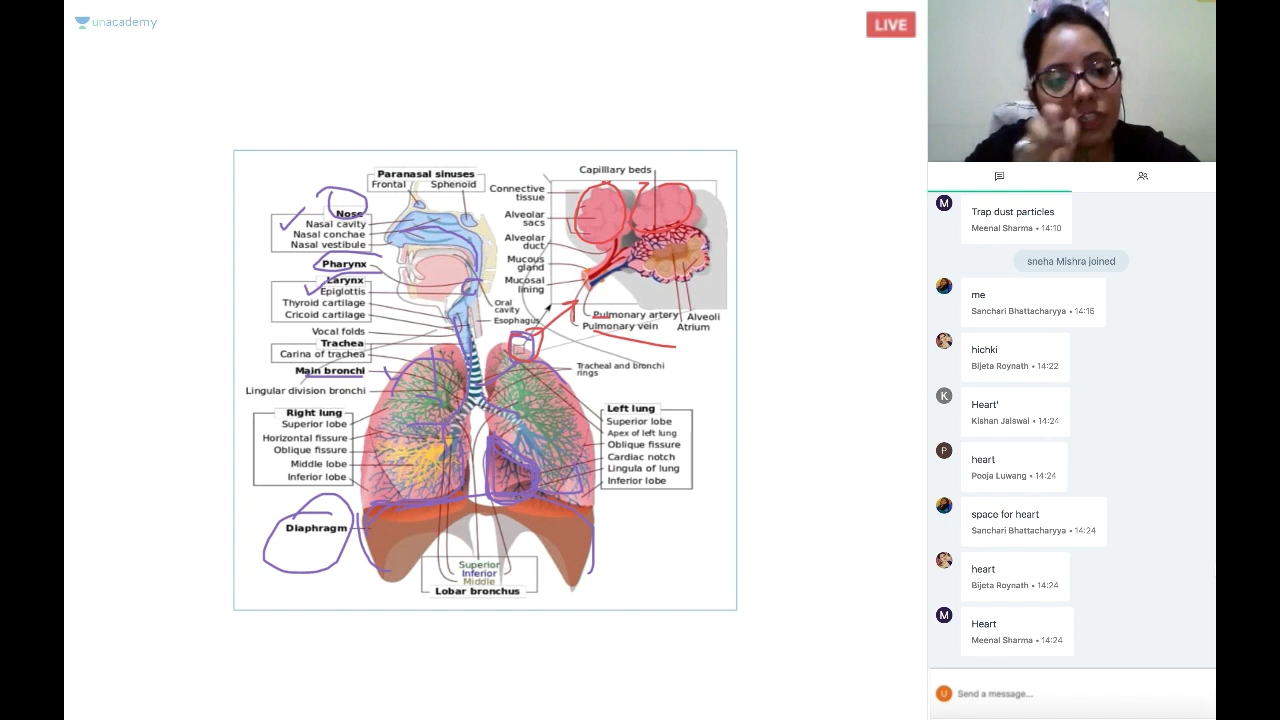 unacademy
LIVE
Paranasal sinuses
Frontal Sphenoid
Nose
Nasal cavity
Nasal conchae
Nasal vestibule
Pharynx
Larynx
Epiglottis
Thyroid cartilage
Cricoid cartilage
Vocal folds
Trachea
Carina of trachea
Main bronchi
Lingular division bronchi
Right lung
Superior lobe
Horizontal fissure
Oblique fissure
Middle lobe
Inferior lobe
Diaphragm
Capilllary beds
Connective
tissue
Alveolar
sacs
Alveolar
duct
Mucous
gland
Mucosal
lining
Oral
cavity
Esophagus
Pulmonary artery
Pulmonary vein
Alveoli
Atrium
Tracheal and bronchi
rings
Left lung
Superior lobe
Apex of left lung
Oblique fissure
Cardiac notch
Lingula of lung
Inferior lobe
Superior
Inferior
Middle
Lobar bronchus
M
Trap dust particles
Meenal Sharma • 14:10
sneha Mishra joined
me
Sanchari Bhattacharyya • 14:15
hichki
Bijeta Roynath • 14:22
K
Heart'
Kishan Jaiswal • 14:24
P
heart
Pooja Luwang • 14:24
space for heart
Sanchari Bhattacharyya • 14:24
heart
Bijeta Roynath • 14:24
M
Heart
Meenal Sharma • 14:24
U
Send a message...